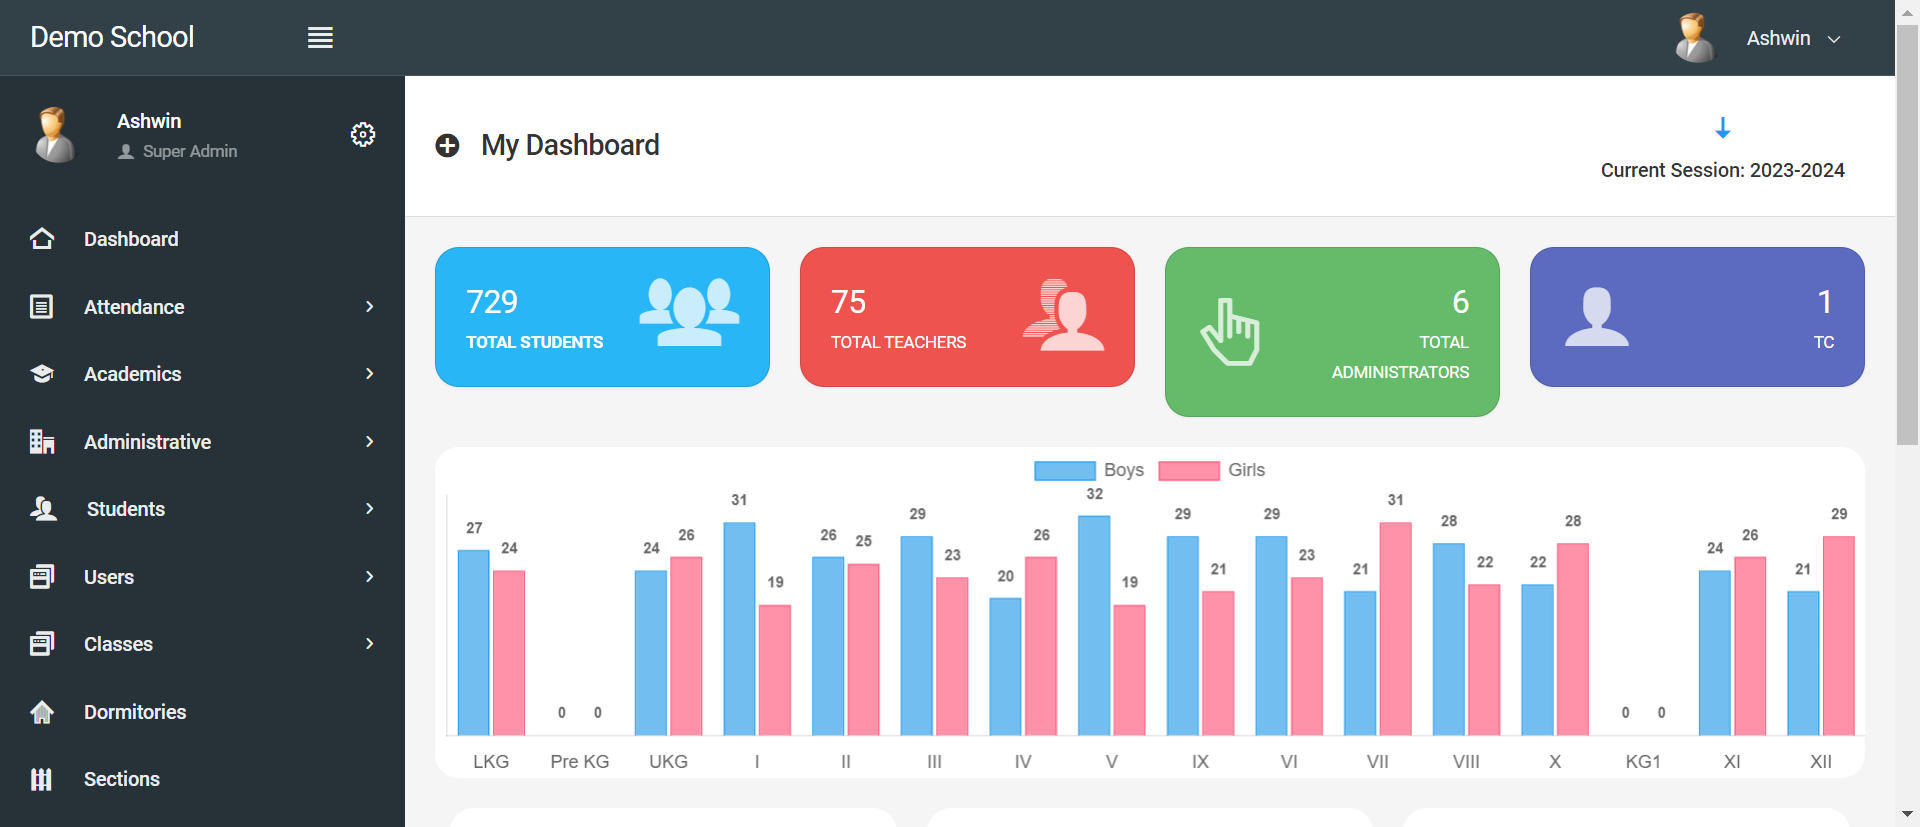 Demo School
Ashwin
Ashwin
Super Admin
Dashboard
Attendance
Academics
Administrative
Students
Users
Classes
Dormitories
Sections
My Dashboard
Current Session: 2023-2024
729
TOTAL STUDENTS
75
TOTAL TEACHERS
6
TOTAL
ADMINISTRATORS
1
TC
Boys Girls
27 24 0 0 24 26 31 19 26 25 29 23 20 26 32 19 29 21 29 23 21 31 28 22 22 28 0 0 24 26 21 29
LKG Pre KG UKG I II III IV V IX VI VII VIII X KG1 XI XII